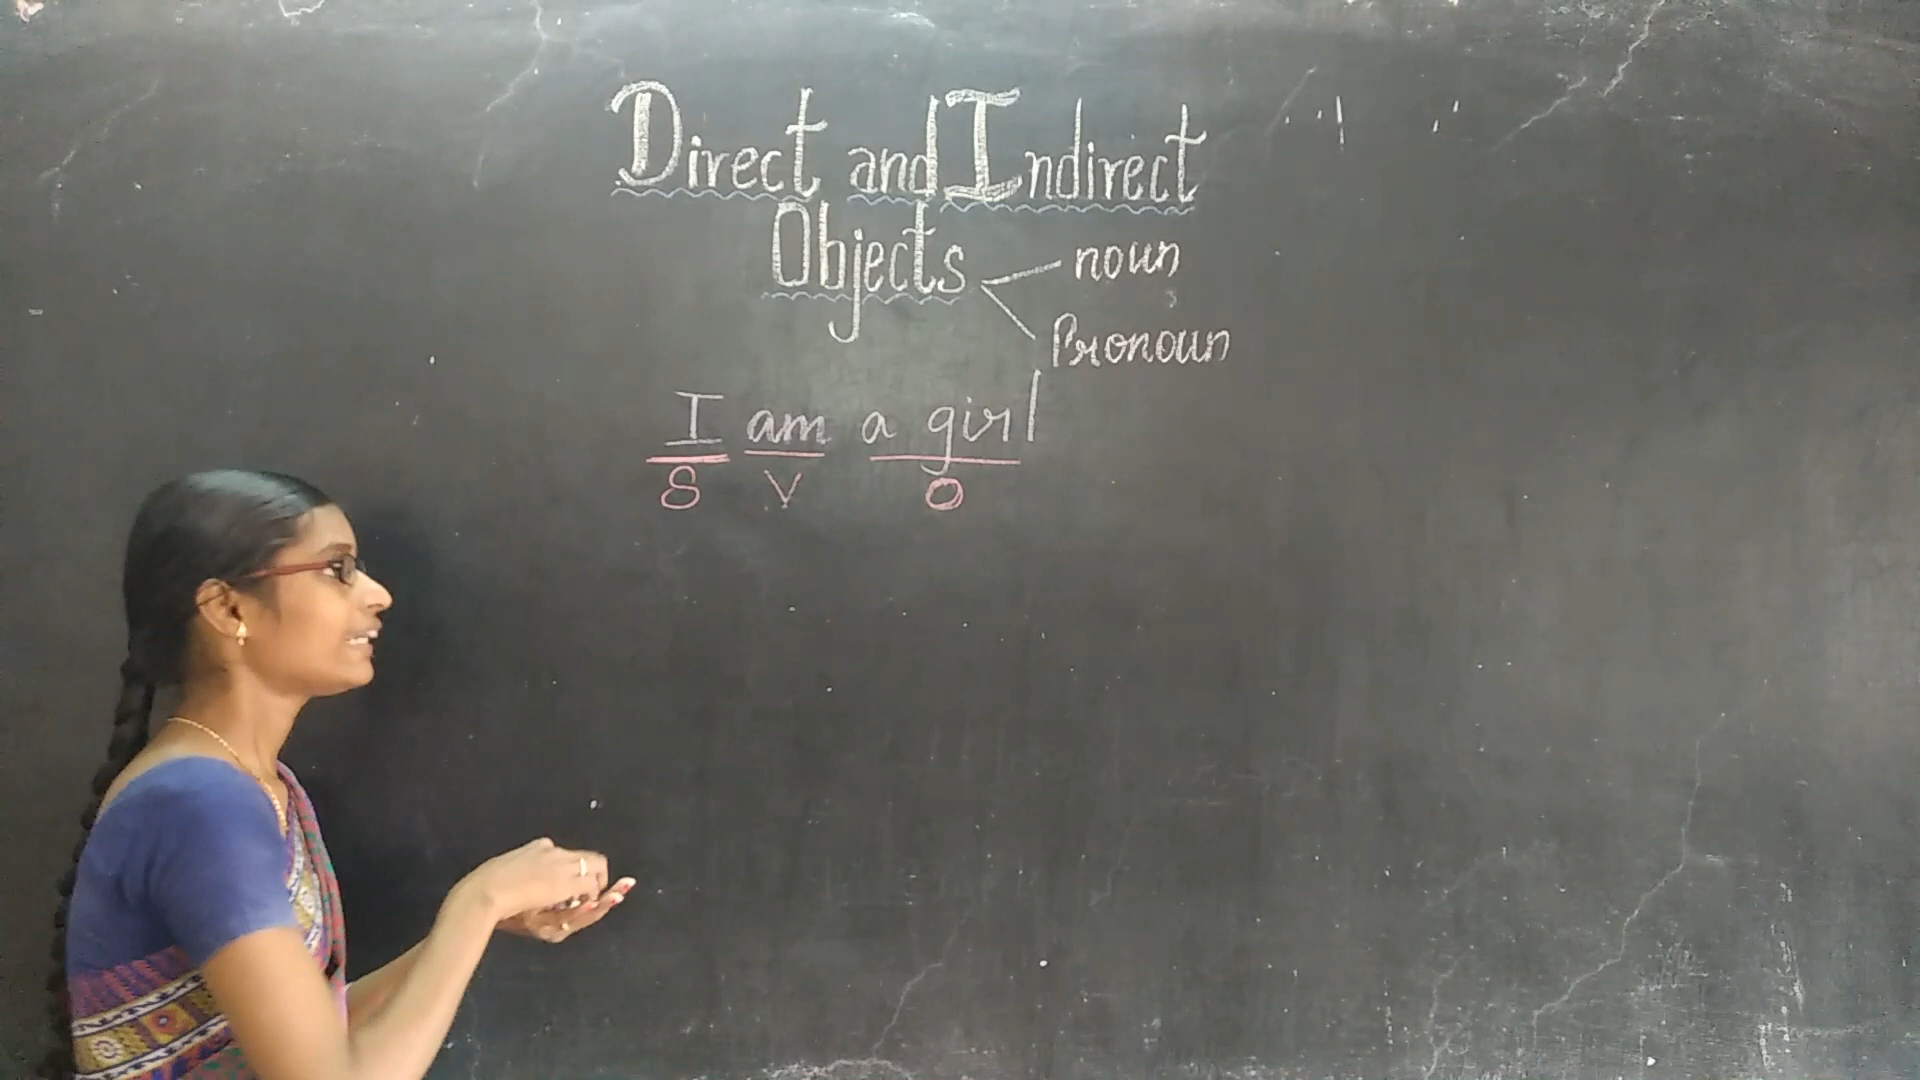 Direct and Indirect
Objects
noun
Pronoun
I am a girl
S V O